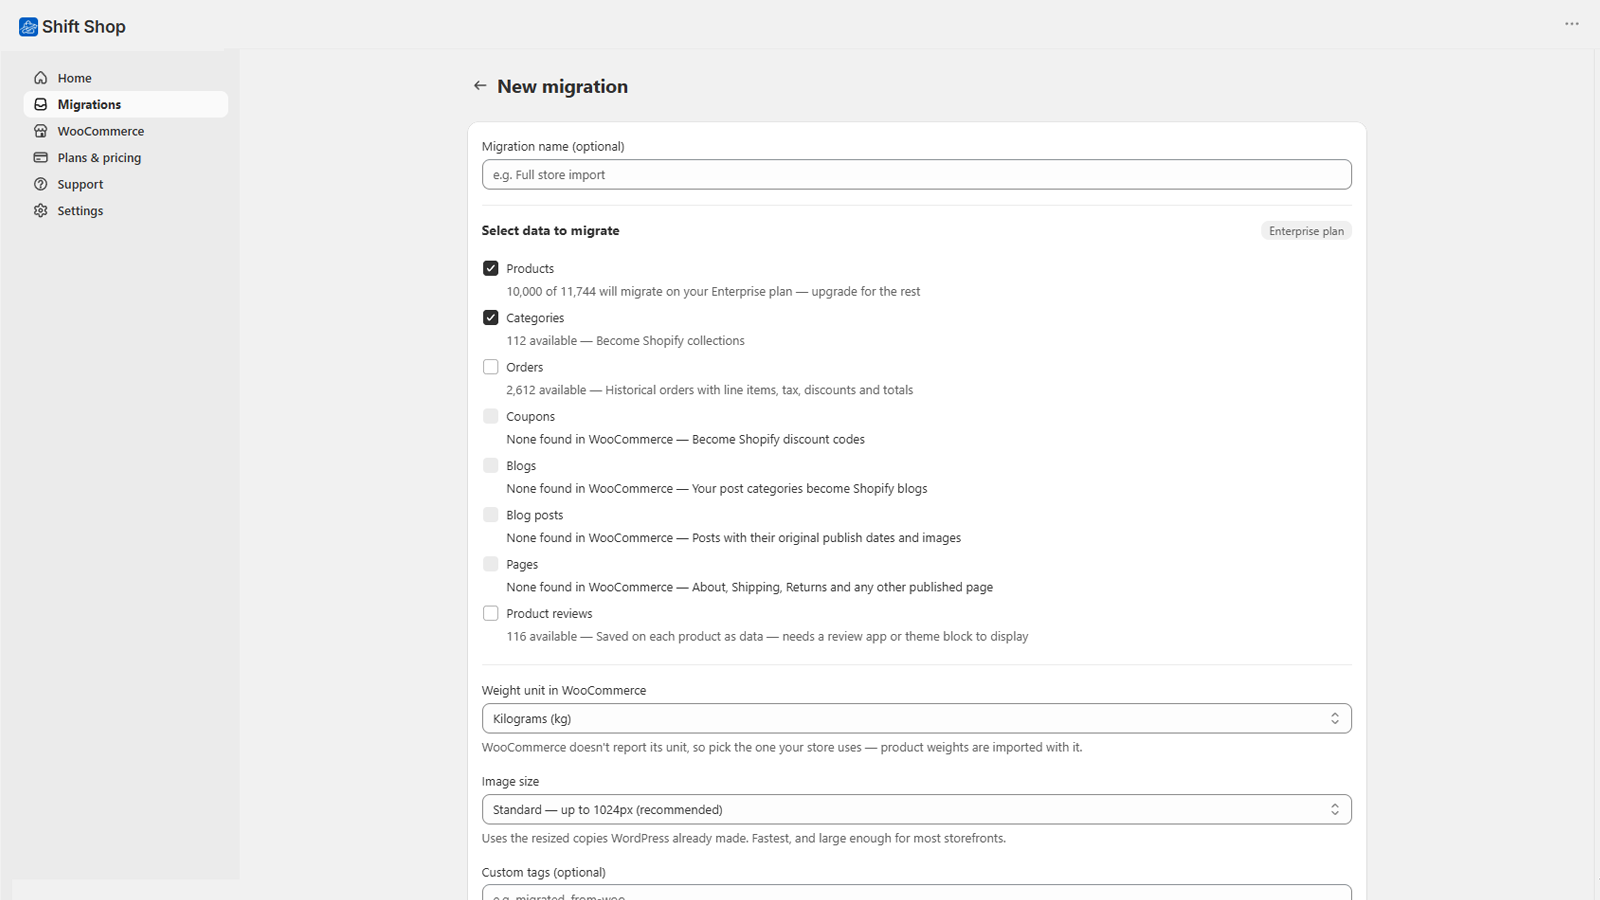 Shift Shop
Home
Migrations
WooCommerce
Plans & pricing
Support
Settings
New migration
Migration name (optional)
e.g. Full store import
Select data to migrate
Enterprise plan
Products
10,000 of 11,744 will migrate on your Enterprise plan — upgrade for the rest
Categories
112 available — Become Shopify collections
Orders
2,612 available — Historical orders with line items, tax, discounts and totals
Coupons
None found in WooCommerce — Become Shopify discount codes
Blogs
None found in WooCommerce — Your post categories become Shopify blogs
Blog posts
None found in WooCommerce — Posts with their original publish dates and images
Pages
None found in WooCommerce — About, Shipping, Returns and any other published page
Product reviews
116 available — Saved on each product as data — needs a review app or theme block to display
Weight unit in WooCommerce
Kilograms (kg)
WooCommerce doesn't report its unit, so pick the one your store uses — product weights are imported with it.
Image size
Standard — up to 1024px (recommended)
Uses the resized copies WordPress already made. Fastest, and large enough for most storefronts.
Custom tags (optional)
e.g. migrated, from-woo